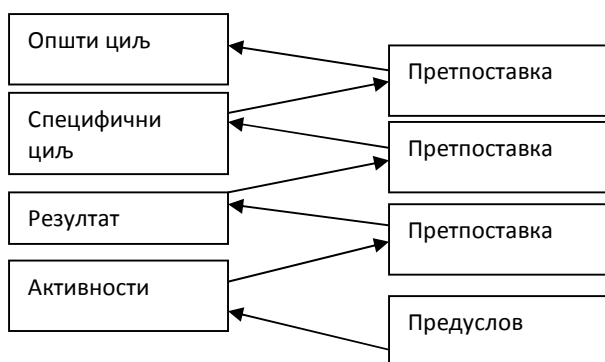 Општи циљ
Претпоставка
Специфични
циљ
Претпоставка
Резултат
Претпоставка
Активности
Предуслов